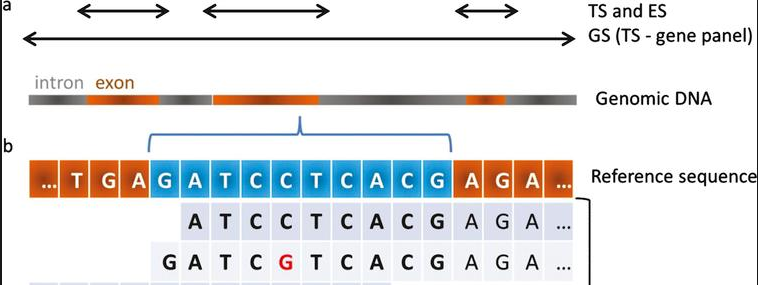 a
TS and ES
GS (TS - gene panel)
intron exon
Genomic DNA
b
... T G A G A T C C T C A C G A G A ... Reference sequence
A T C C T C A C G A G A ...
G A T C G T C A C G A G A ...